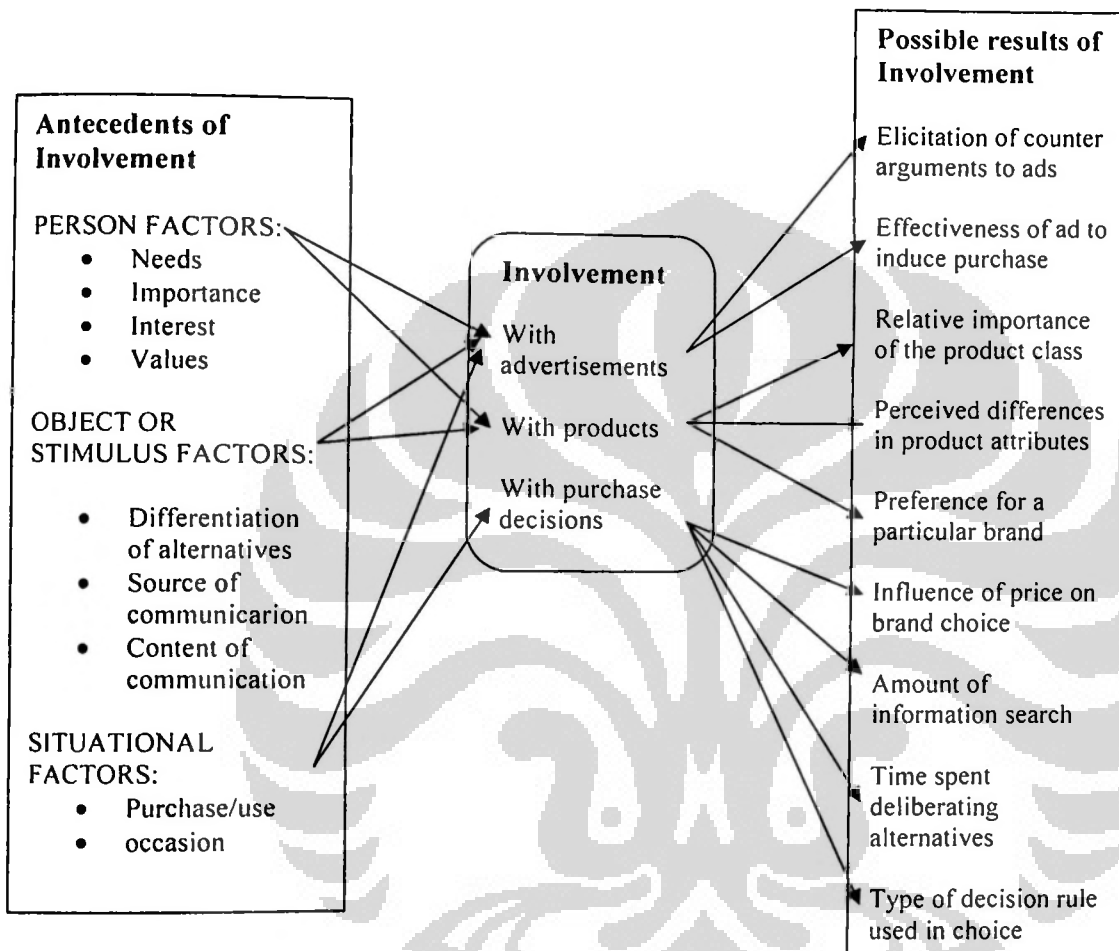 Antecedents of
Involvement
PERSON FACTORS:
• Needs
• Importance
• Interest
• Values
OBJECT OR
STIMULUS FACTORS:
• Differentiation
of alternatives
• Source of
communicarion
• Content of
communication
SITUATIONAL
FACTORS:
• Purchase/use
• occasion
Involvement
With
advertisements
With products
With purchase
decisions
Possible results of
Involvement
Elicitation of counter
arguments to ads
Effectiveness of ad to
induce purchase
Relative importance
of the product class
Perceived differences
in product attributes
Preference for a
particular brand
Influence of price on
brand choice
Amount of
information search
Time spent
deliberating
alternatives
Type of decision rule
used in choice